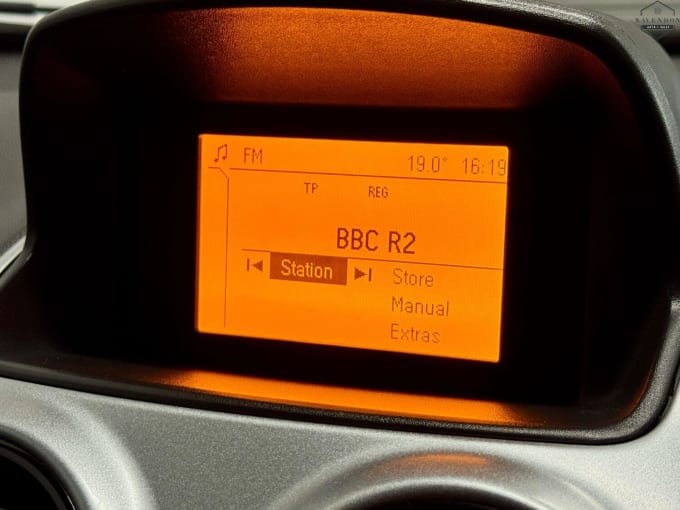 FM 19.0° 16:19
TP REG
BBC R2
Station Store
Manual
Extras